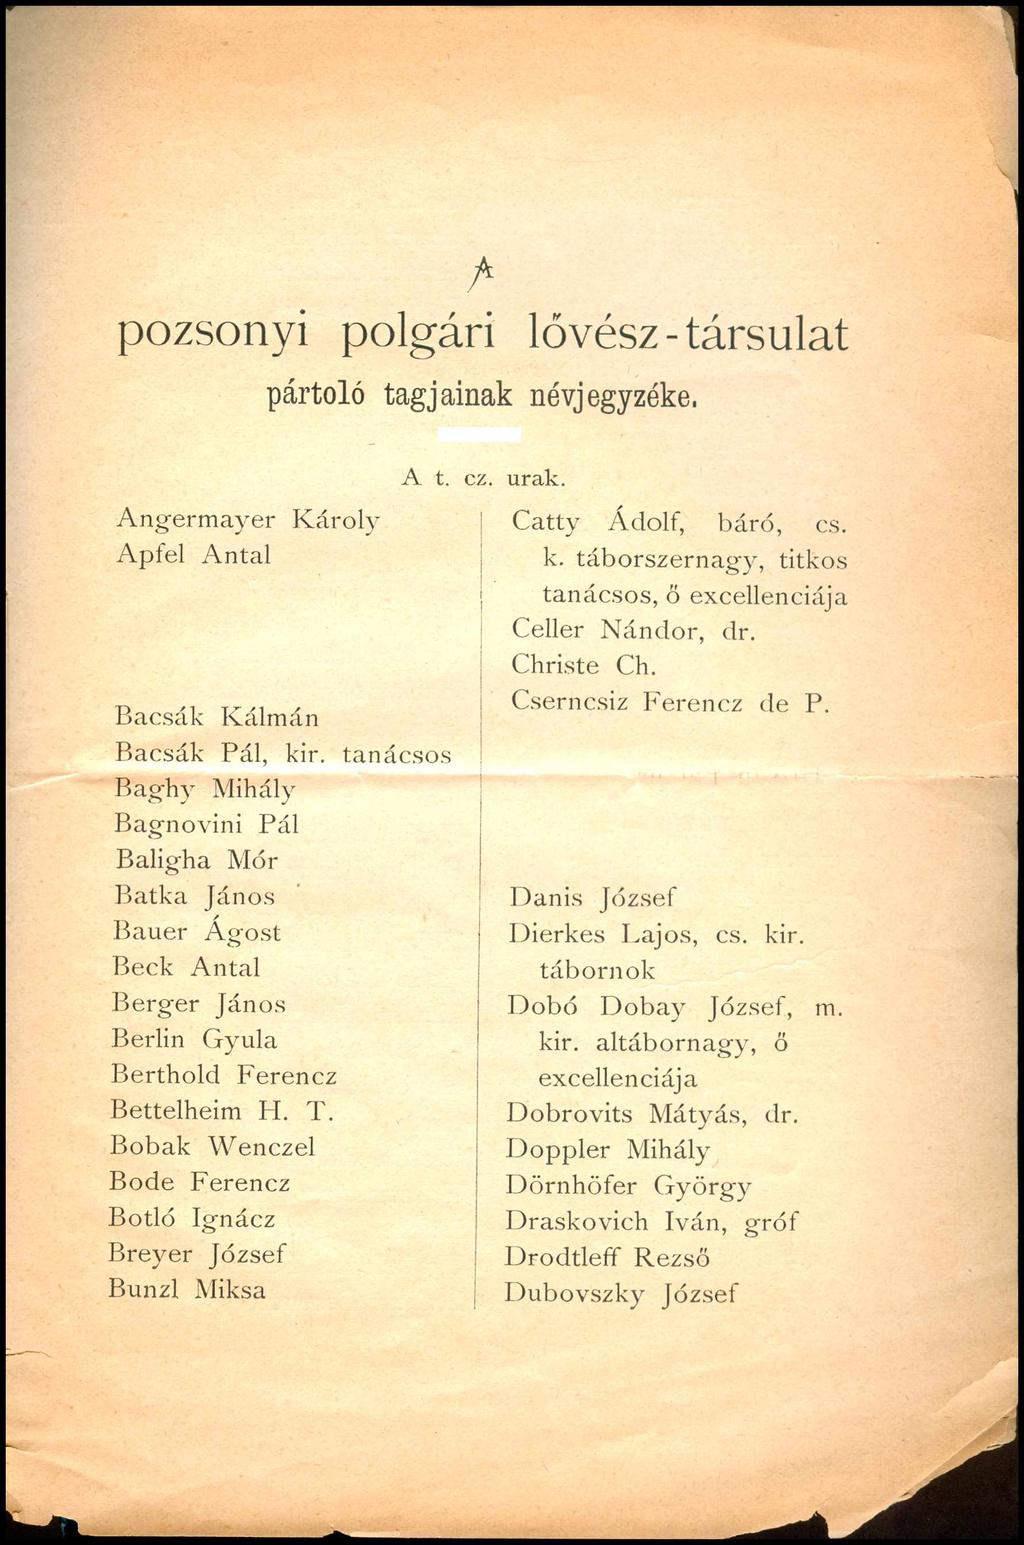 A
pozsonyi polgári lővész-társulat
pártoló tagjainak névjegyzéke.
A t. cz. urak.
Angermayer Károly
Apfel Antal
Bacsák Kálmán
Bacsák Pál, kir. tanácsos
Baghy Mihály
Bagnovini Pál
Baligha Mór
Batka János
Bauer Ágost
Beck Antal
Berger János
Berlin Gyula
Berthold Ferencz
Bettelheim H. T.
Bobak Wenczel
Bode Ferencz
Botló Ignácz
Breyer József
Bunzl Miksa
Catty Ádolf, báró, cs.
k. táborszernagy, titkos
tanácsos, ő excellenciája
Celler Nándor, dr.
Christe Ch.
Cserncsiz Ferencz de P.
Danis József
Dierkes Lajos, cs. kir.
tábornok
Dobó Dobay József, m.
kir. altábornagy, ő
excellenciája
Dobrovits Mátyás, dr.
Doppler Mihály
Dörnhöfer György
Draskovich Iván, gróf
Drodtleff Rezső
Dubovszky József